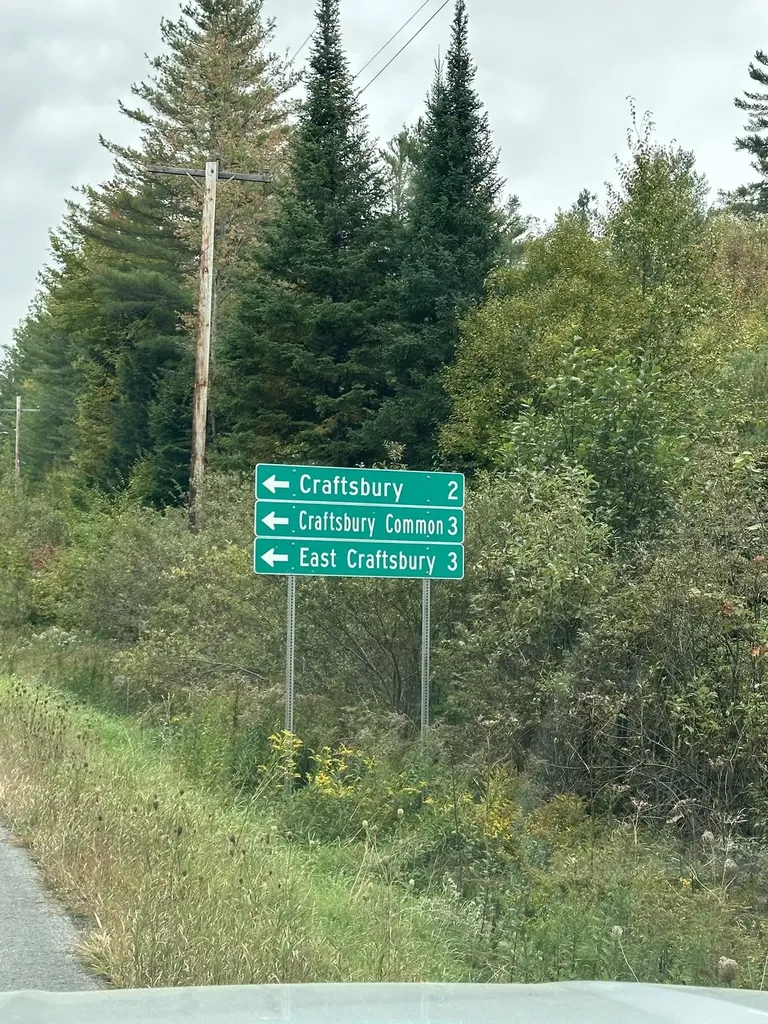 ← Craftsbury 2
← Craftsbury Common 3
← East Craftsbury 3